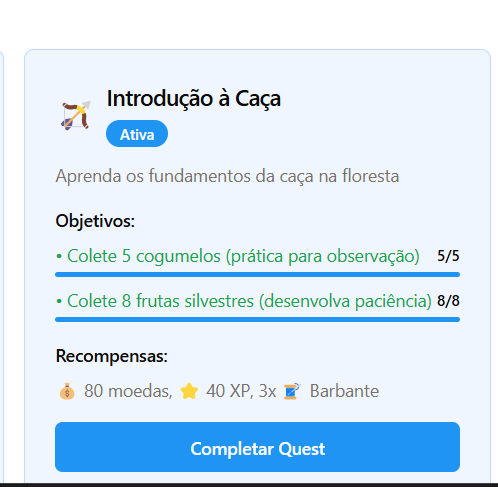 Introdução à Caça
Ativa
Aprenda os fundamentos da caça na floresta
Objetivos:
• Colete 5 cogumelos (prática para observação) 5/5
• Colete 8 frutas silvestres (desenvolva paciência) 8/8
Recompensas:
80 moedas, 40 XP, 3x Barbante
Completar Quest